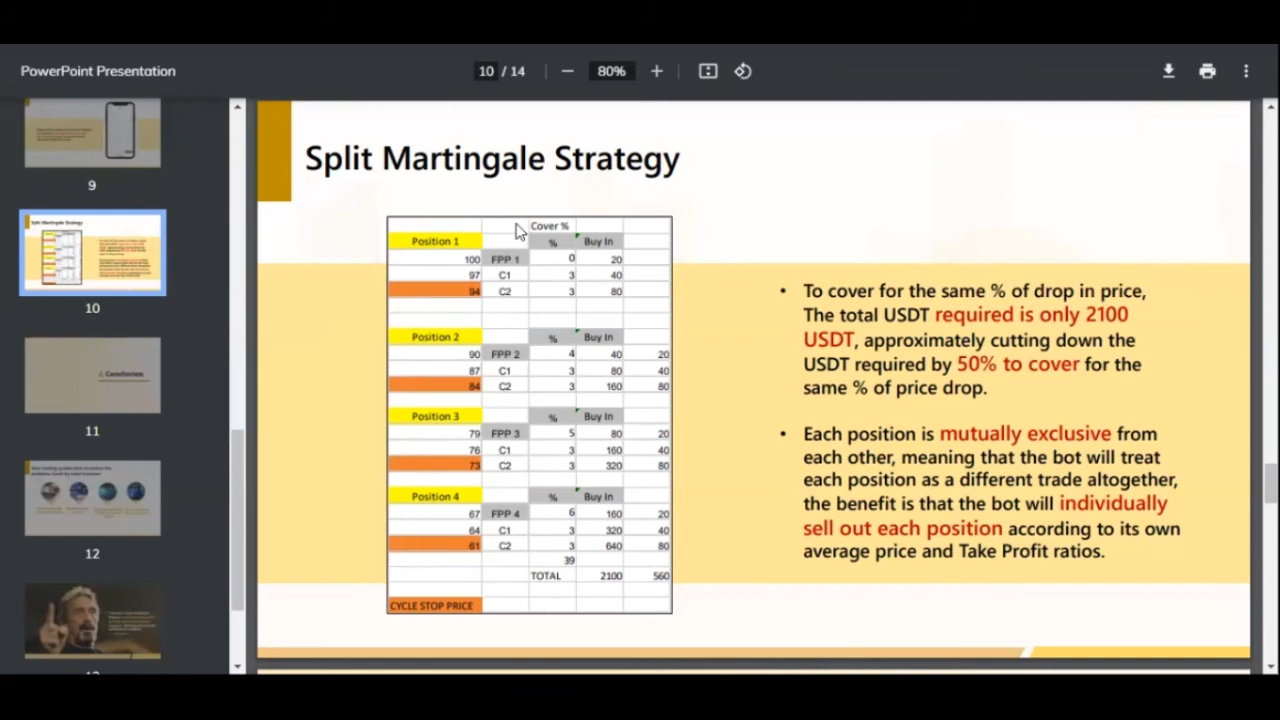 PowerPoint Presentation
10 / 14
80%
9
Split Martingale Strategy
10
Conclusion
11
12
Split Martingale Strategy
Cover %
Position 1 % Buy In
100 FPP 1 0 20
97 C1 3 40
94 C2 3 80
Position 2 % Buy In
90 FPP 2 4 40 20
87 C1 3 80 40
84 C2 3 160 80
Position 3 % Buy In
79 FPP 3 5 80 20
76 C1 3 160 40
73 C2 3 320 80
Position 4 % Buy In
67 FPP 4 6 160 20
64 C1 3 320 40
61 C2 3 640 80
39
TOTAL 2100 560
CYCLE STOP PRICE
• To cover for the same % of drop in price,
The total USDT required is only 2100
USDT, approximately cutting down the
USDT required by 50% to cover for the
same % of price drop.
• Each position is mutually exclusive from
each other, meaning that the bot will treat
each position as a different trade altogether,
the benefit is that the bot will individually
sell out each position according to its own
average price and Take Profit ratios.